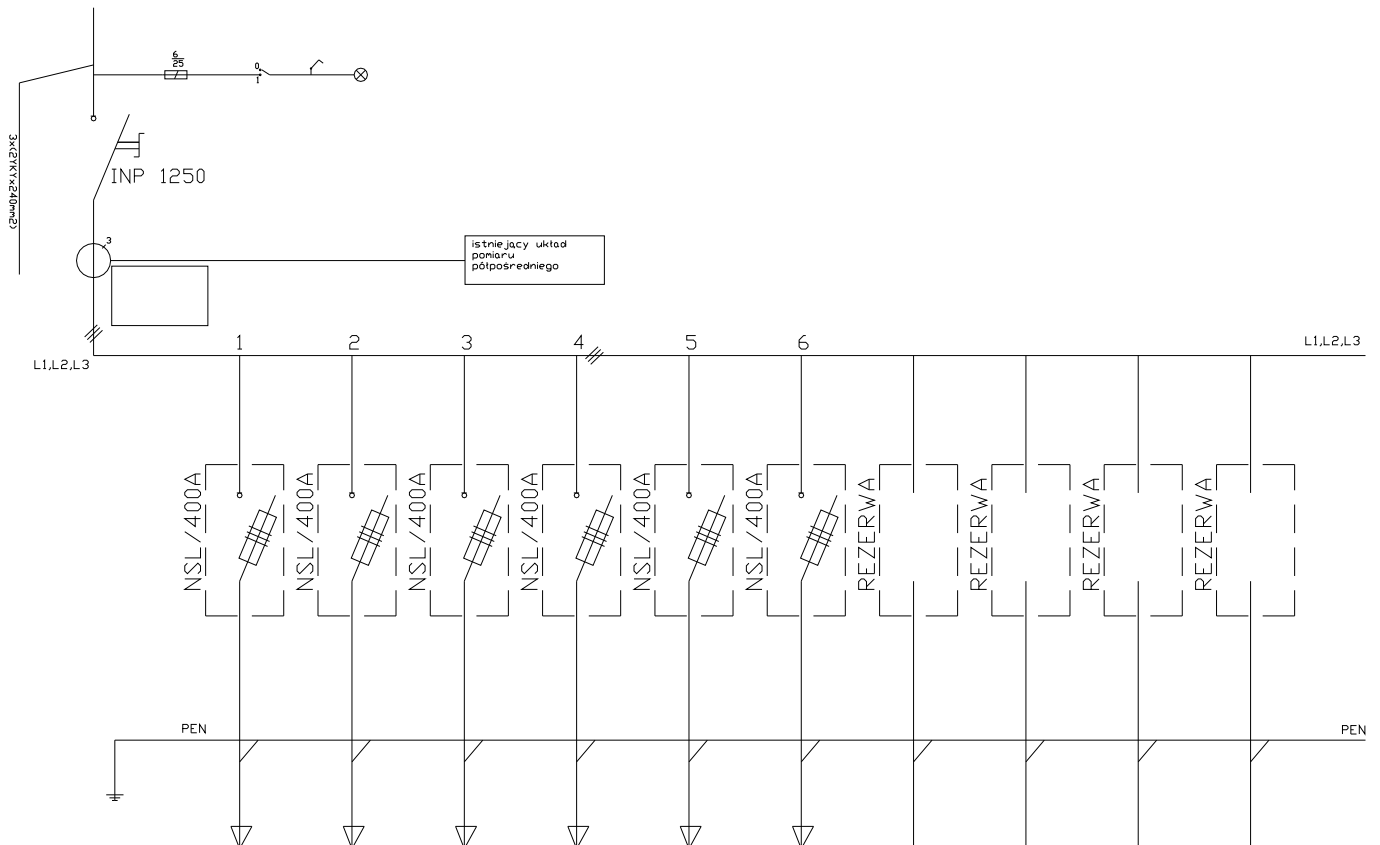 6
25
0
1
3x(2YKYx240mm2)
INP 1250
3
istniejący układ
pomiaru
półpośredniego
1
2
3
4
5
6
L1,L2,L3
L1,L2,L3
NSL/400A
NSL/400A
NSL/400A
NSL/400A
NSL/400A
NSL/400A
REZERWA
REZERWA
REZERWA
REZERWA
PEN
PEN